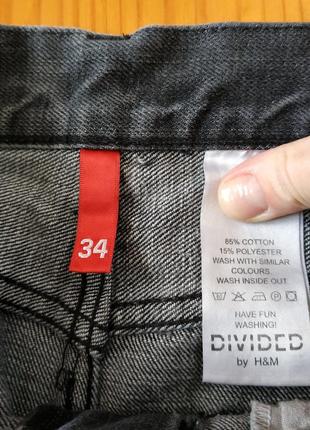 34
85% COTTON
15% POLYESTER
WASH WITH SIMILAR
COLOURS.
WASH INSIDE OUT.
HAVE FUN
WASHING!
DIVIDED
by H&M